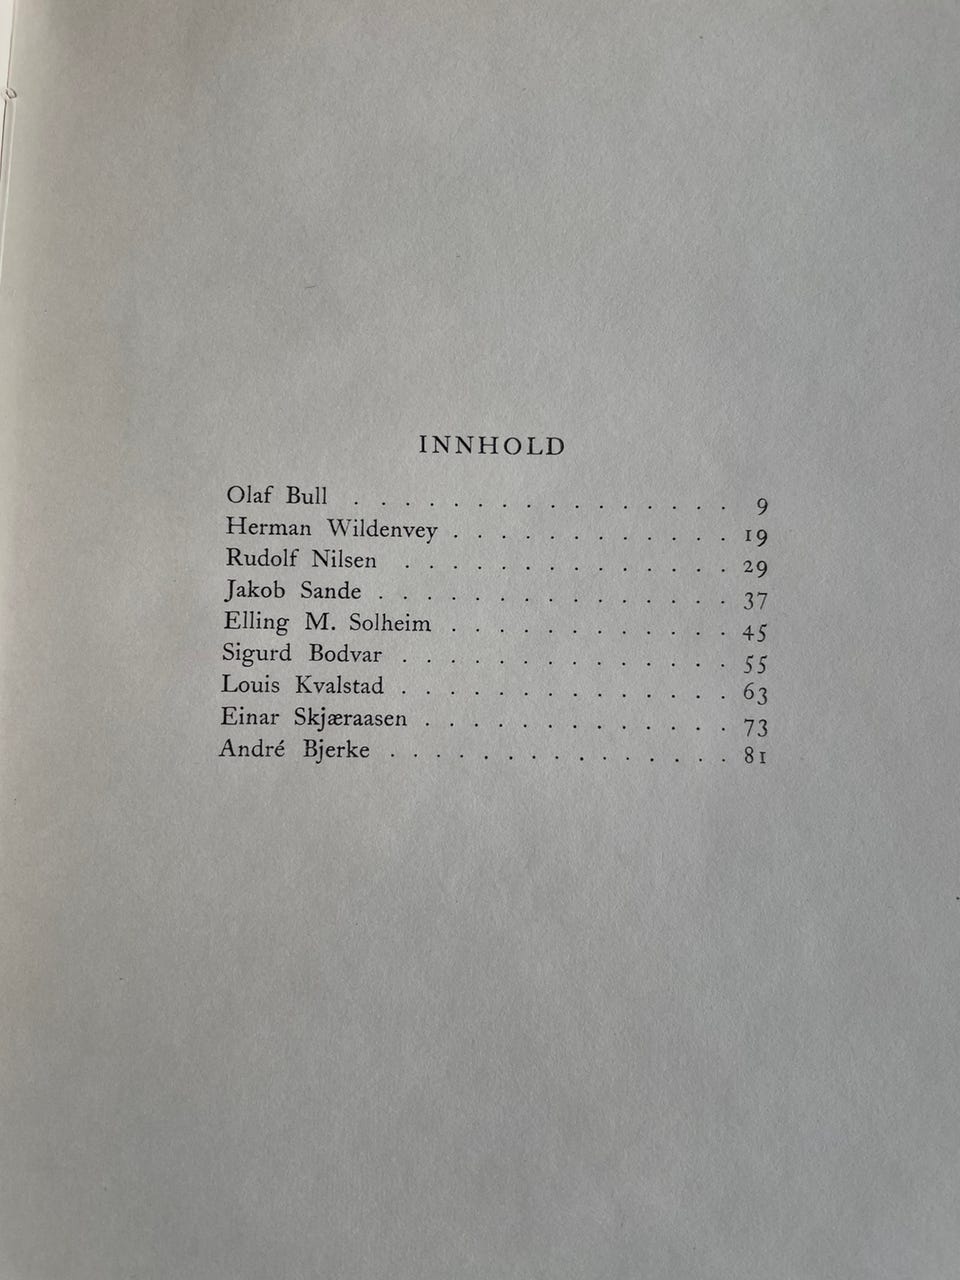 INNHOLD
Olaf Bull . . . . . . . . . . . . . . . . 9
Herman Wildenvey . . . . . . . . . . . . 19
Rudolf Nilsen . . . . . . . . . . . . . . 29
Jakob Sande . . . . . . . . . . . . . . . 37
Elling M. Solheim . . . . . . . . . . . . 45
Sigurd Bodvar . . . . . . . . . . . . . . 55
Louis Kvalstad . . . . . . . . . . . . . . 63
Einar Skjæraasen . . . . . . . . . . . . . 73
André Bjerke . . . . . . . . . . . . . . . 81